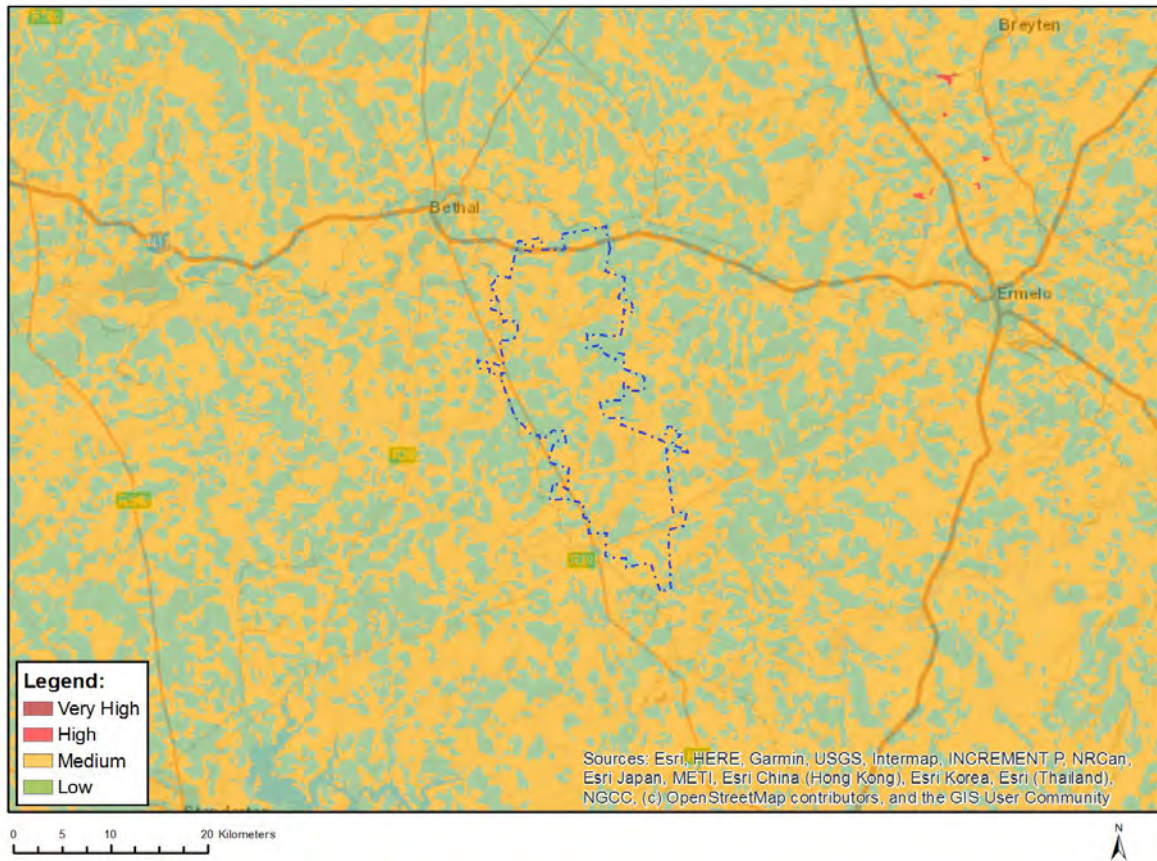 Breyten
Bethal
Ermelo
Legend:
Very High
High
Medium
Low
Sources: Esri, HERE, Garmin, USGS, Intermap, INCREMENT P, NRCan,
Esri Japan, METI, Esri China (Hong Kong), Esri Korea, Esri (Thailand),
NGCC, (c) OpenStreetMap contributors, and the GIS User Community
0 5 10 20 Kilometers
N